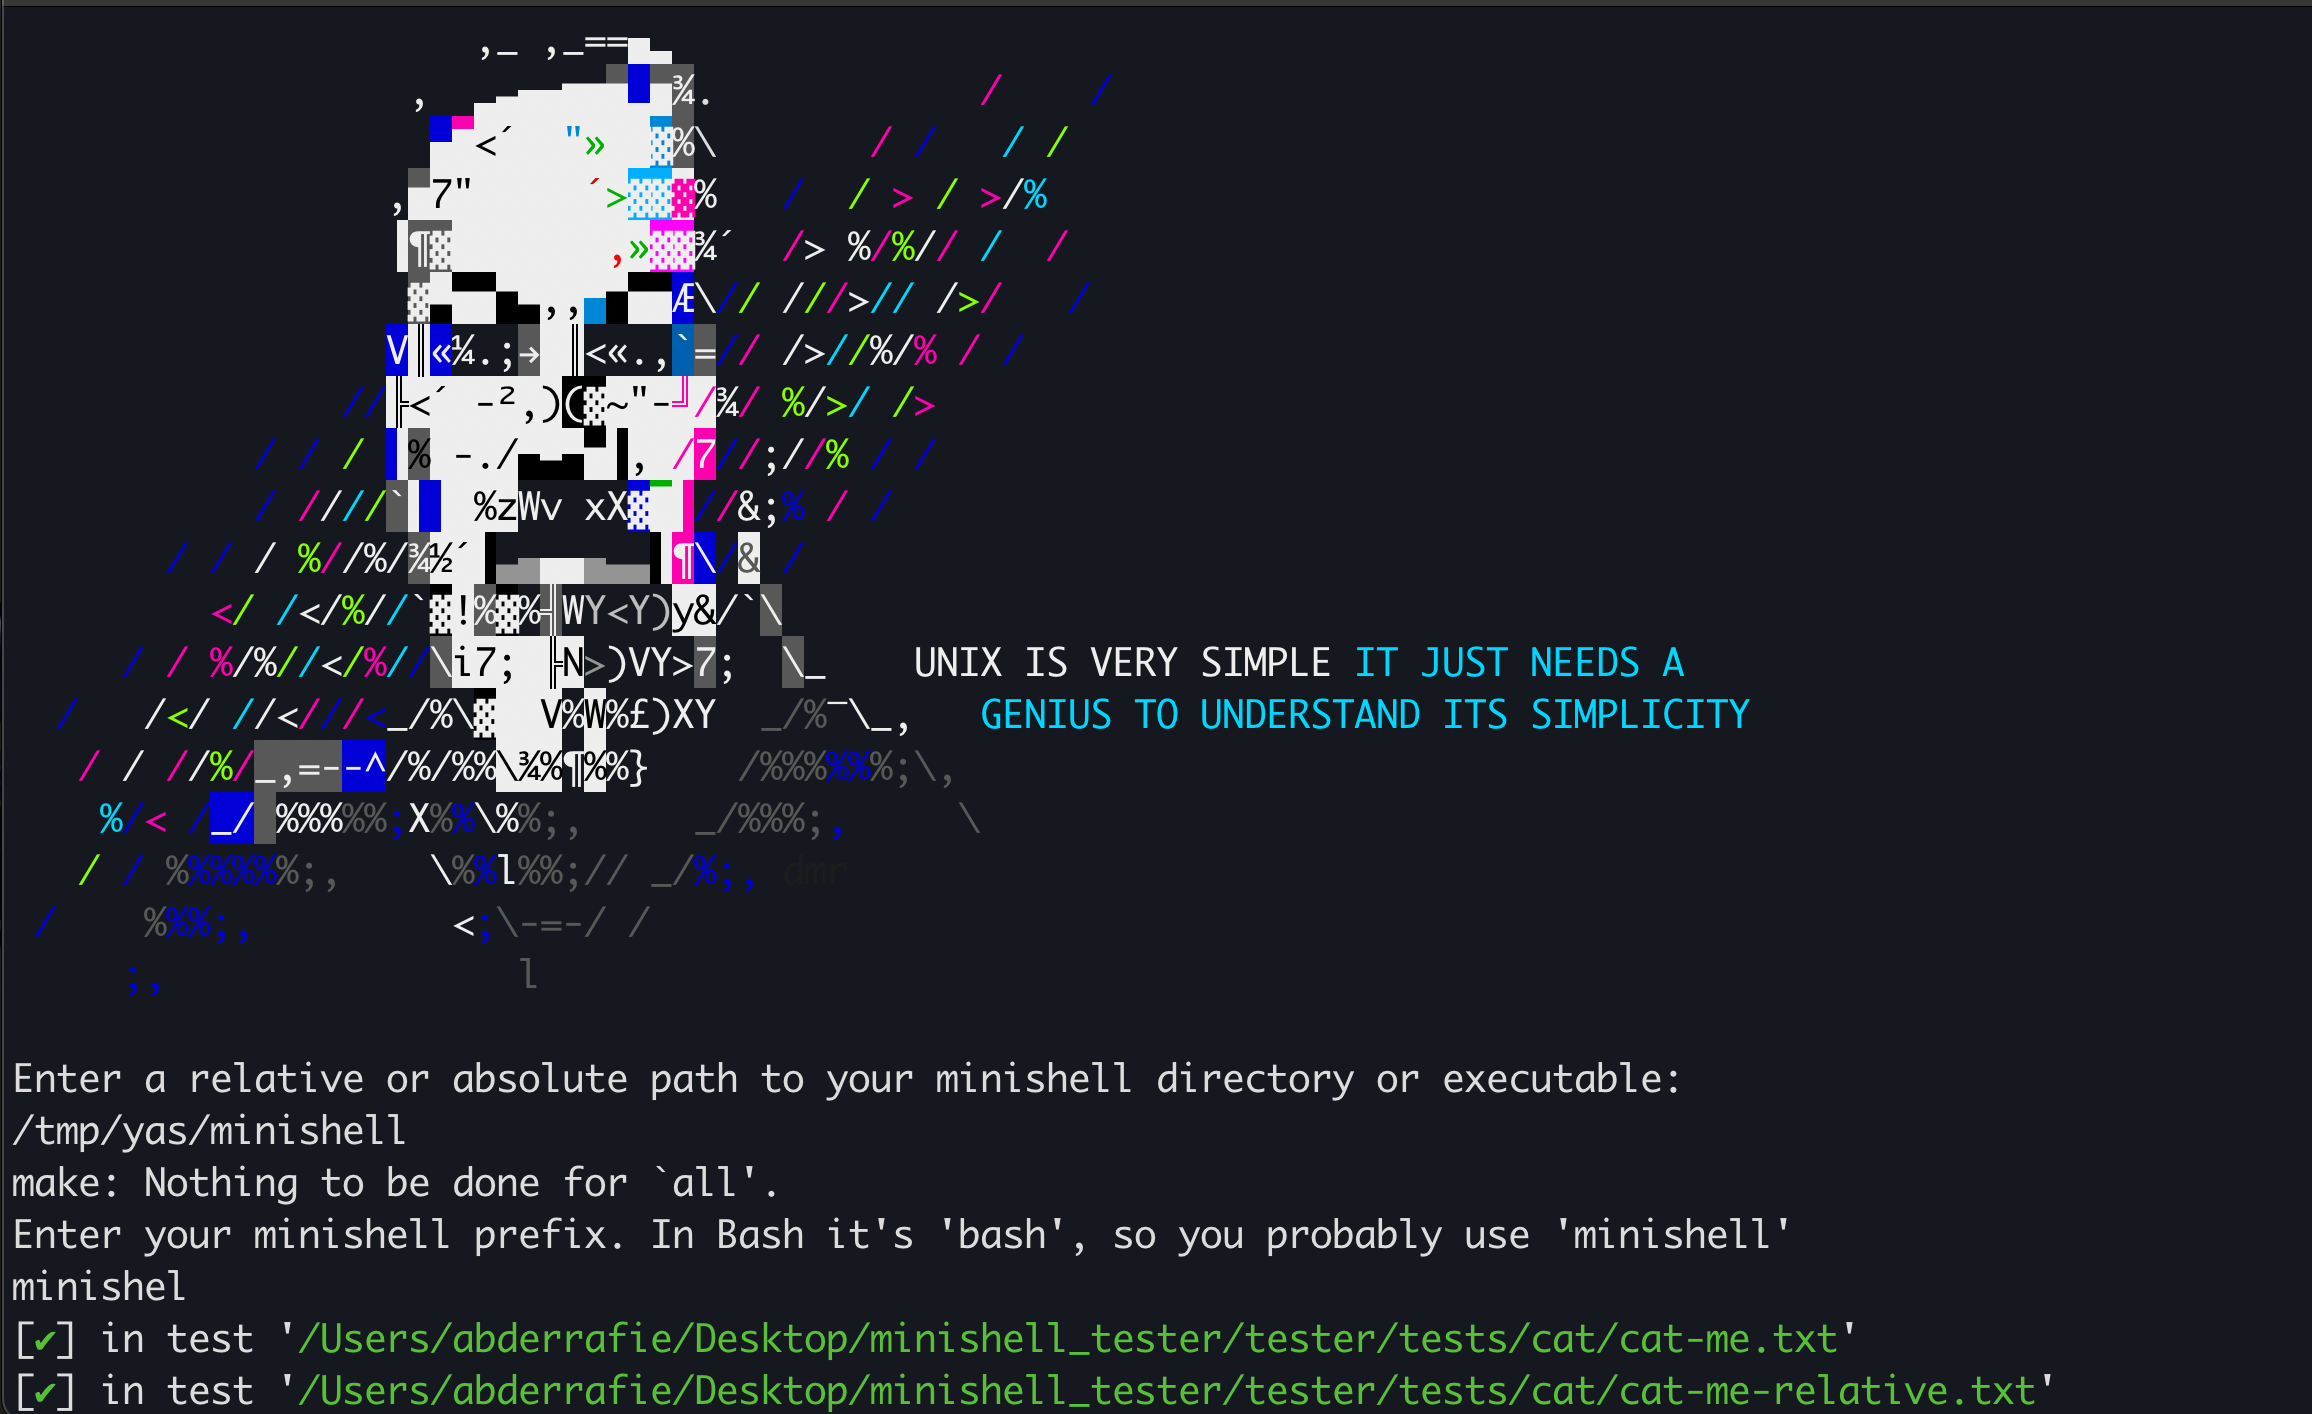 UNIX IS VERY SIMPLE IT JUST NEEDS A
GENIUS TO UNDERSTAND ITS SIMPLICITY
dmr
Enter a relative or absolute path to your minishell directory or executable:
/tmp/yas/minishell
make: Nothing to be done for `all'.
Enter your minishell prefix. In Bash it's 'bash', so you probably use 'minishell'
minishel
[✔] in test '/Users/abderrafie/Desktop/minishell_tester/tester/tests/cat/cat-me.txt'
[✔] in test '/Users/abderrafie/Desktop/minishell_tester/tester/tests/cat/cat-me-relative.txt'